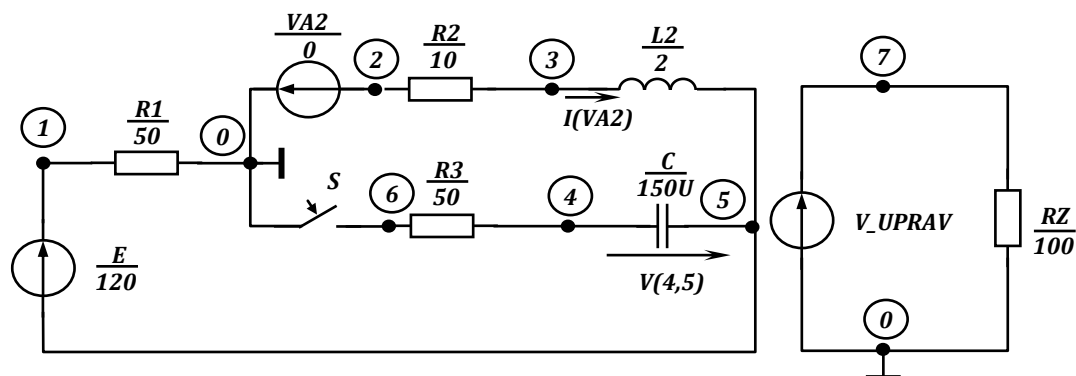 VA2
0
2
R2
10
3
L2
2
I(VA2)
7
1
R1
50
0
S
6
R3
50
4
C
150U
5
V(4,5)
E
120
V_UPRAV
RZ
100
0